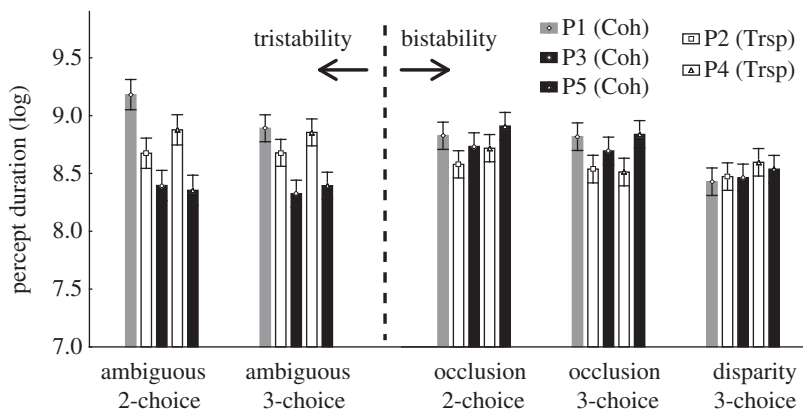 tristability
bistability
P1 (Coh)
P3 (Coh)
P5 (Coh)
P2 (Trsp)
P4 (Trsp)
percept duration (log)
9.5
9.0
8.5
8.0
7.5
7.0
ambiguous
2-choice
ambiguous
3-choice
occlusion
2-choice
occlusion
3-choice
disparity
3-choice